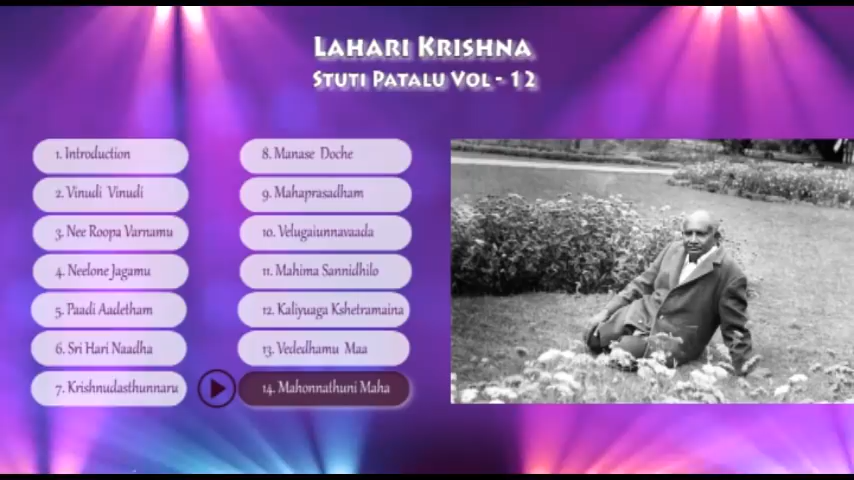 LAHARI KRISHNA
STUTI PATALU VOL - 12
1. Introduction
2. Vinudi Vinudi
3. Nee Roopa Varnamu
4. Neelone Jagamu
5. Paadi Aadetham
6. Sri Hari Naadha
7. Krishnudasthunnaru
8. Manase Doche
9. Mahaprasadham
10. Velugaiunnavaada
11. Mahima Sannidhilo
12. Kaliyuaga Kshetramaina
13. Vededhamu Maa
14. Mahonnathuni Maha